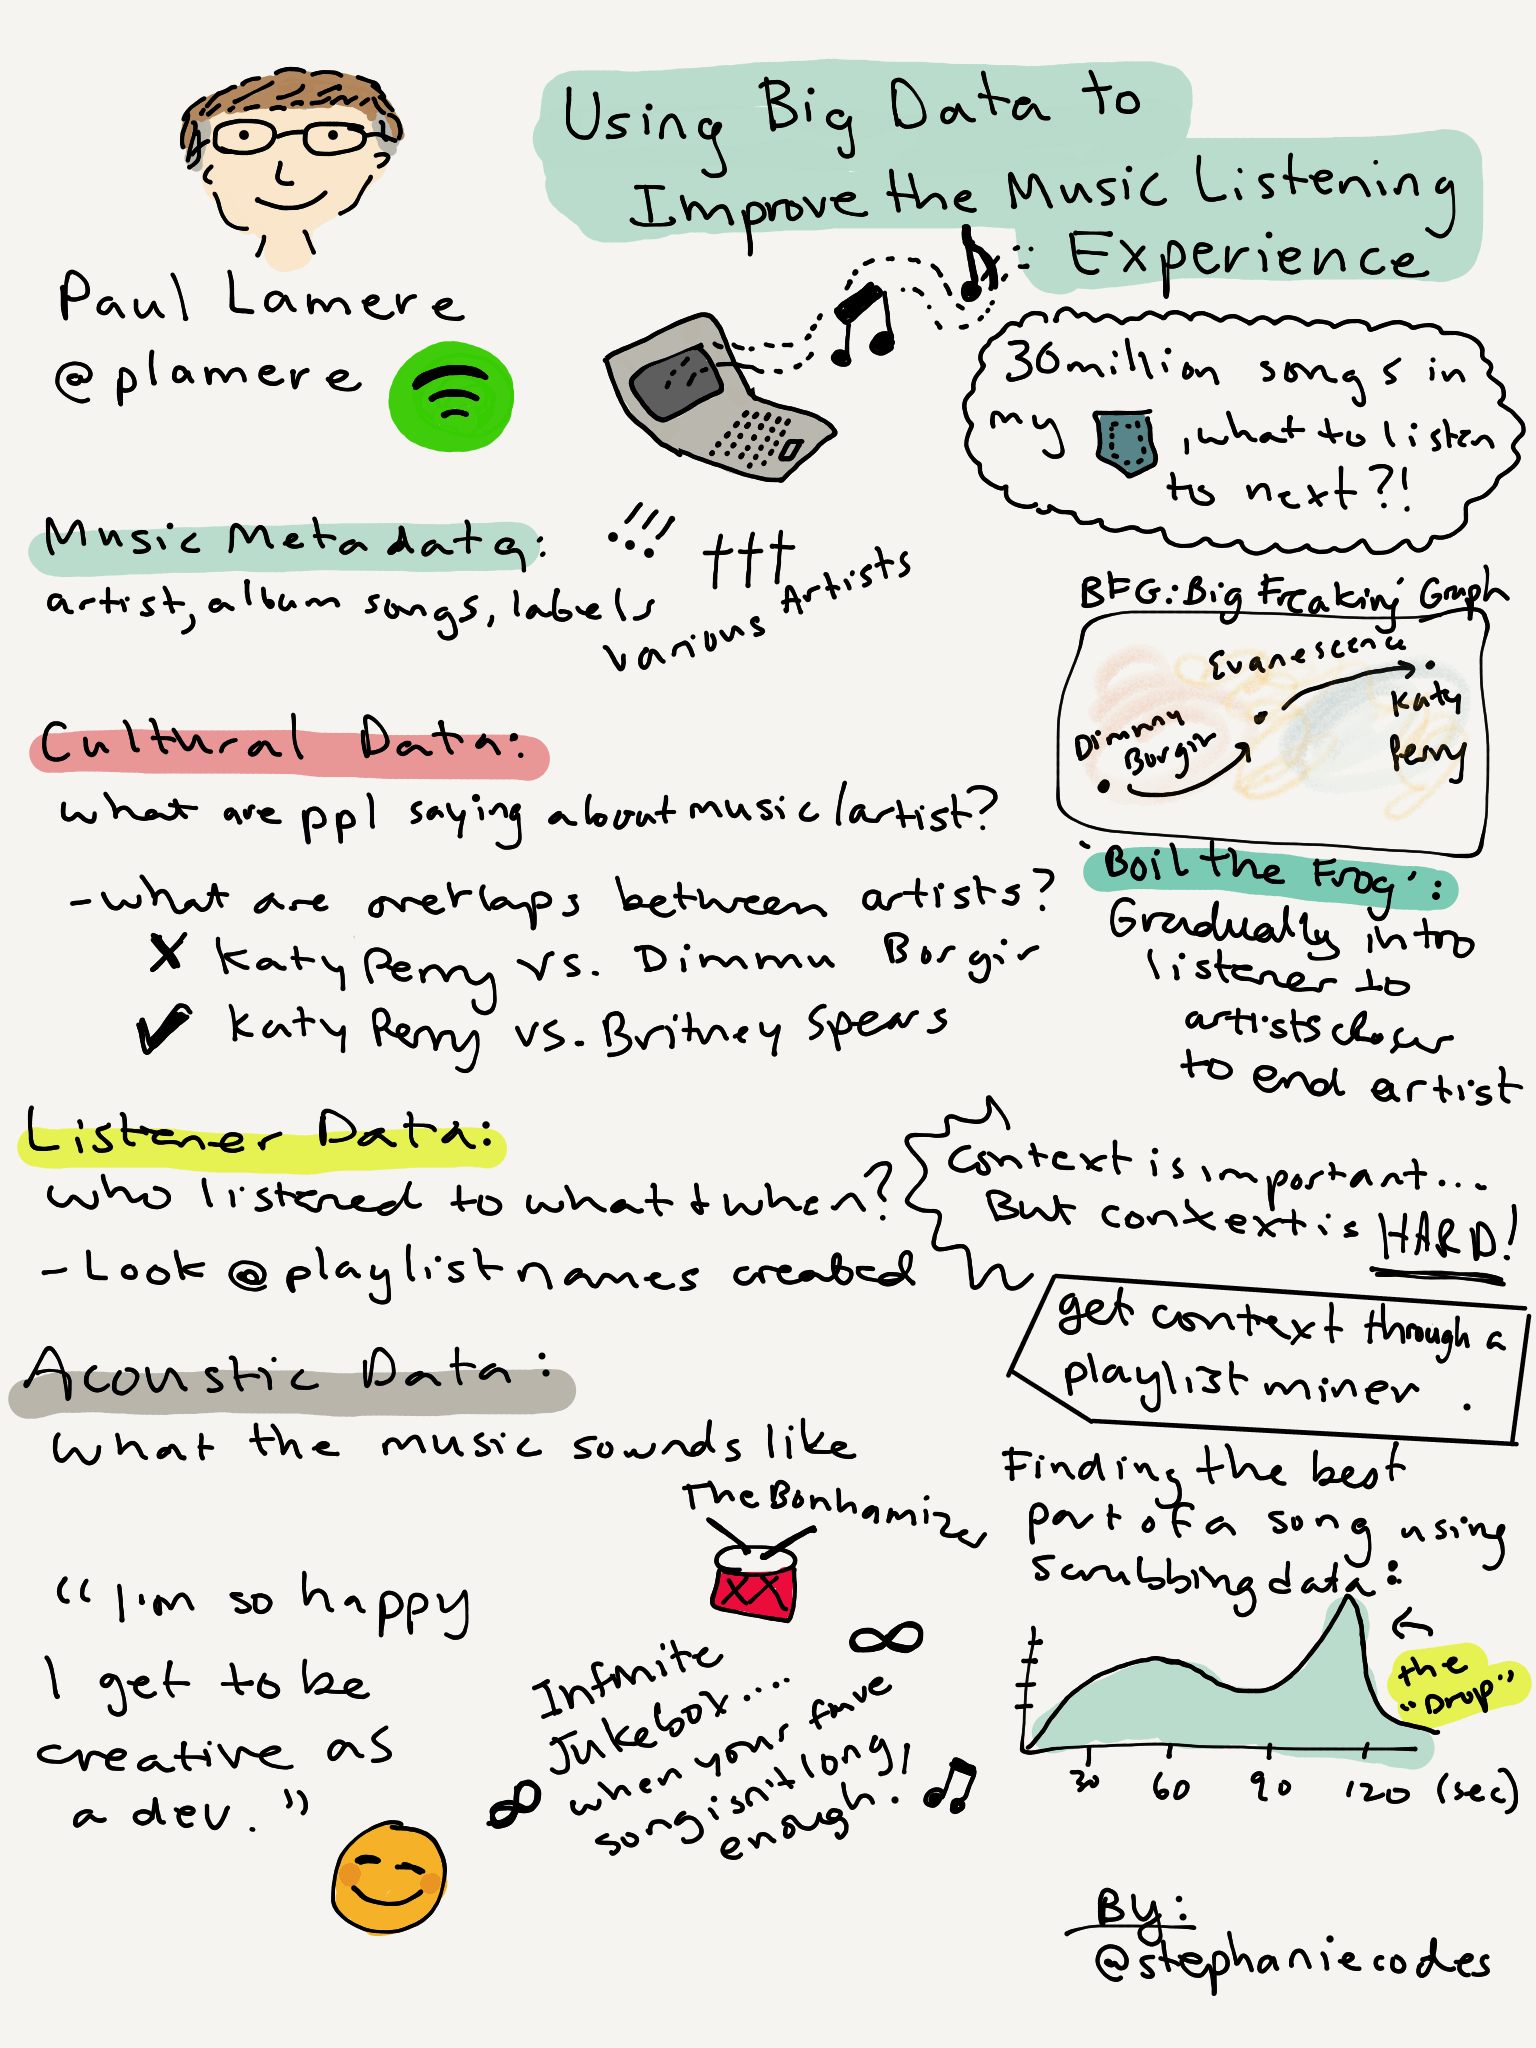 Using Big Data to
Improve the Music Listening
Experience
Paul Lamere
@plamere
30 million songs in
my , what to listen
to next?!
Music Metadata:
artist, album songs, labels
!!!
†††
Various Artists
BFG: Big Freakin' Graph
Evanescence
Katy
Perry
Dimmny
Borgir
Cultural Data:
what are ppl saying about music/artist?
- what are overlaps between artists?
X Katy Perry vs. Dimmu Borgir
✓ Katy Perry vs. Britney Spears
'Boil the Frog':
Gradually intro
listener to
artists closer
to end artist
Listener Data:
who listened to what + when?
- Look @ playlist names created
Context is important...
But context is HARD!
get context through a
playlist miner.
Acoustic Data:
what the music sounds like
The Bonhamizer
Finding the best
part of a song using
scrubbing data:
the
"Drop"
30 60 90 120 (sec)
"I'm so happy
I get to be
creative as
a dev."
∞
Infinite
Jukebox....
when your fave
song isn't long
enough!
∞
By:
@stephaniecodes